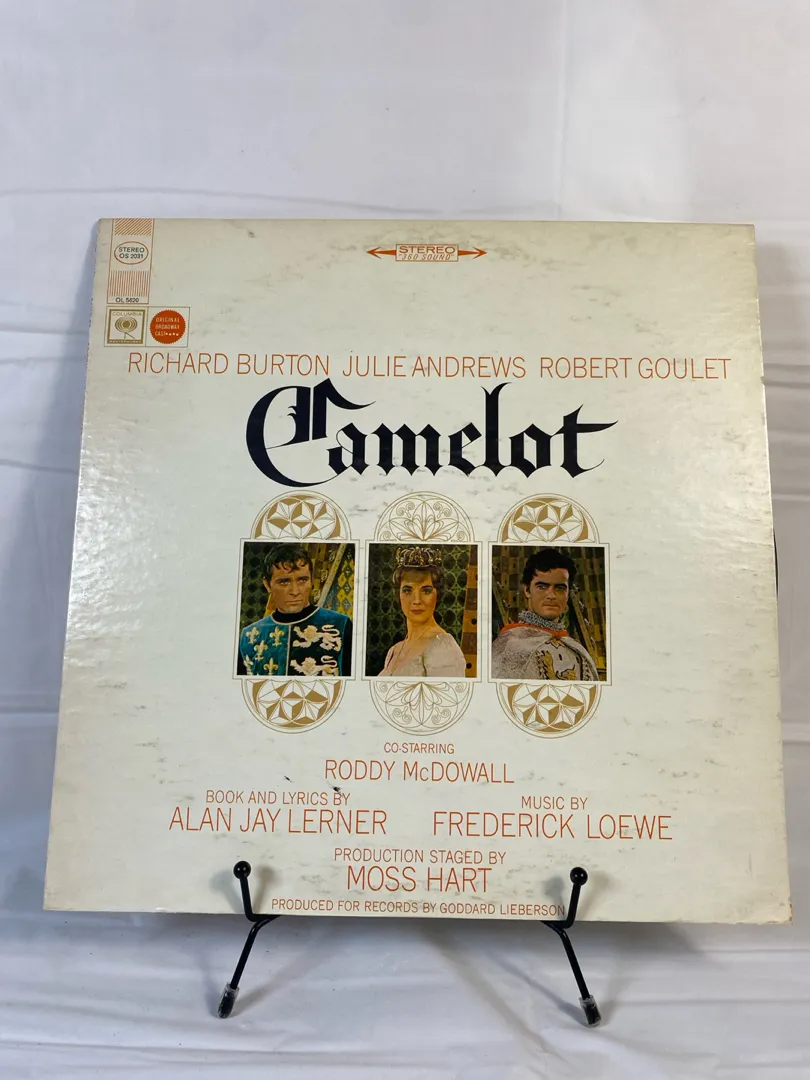 STEREO
OS 2031
OL 5620
STEREO
"360 SOUND"
COLUMBIA
ORIGINAL
BROADWAY
CAST
RICHARD BURTON JULIE ANDREWS ROBERT GOULET
Camelot
CO-STARRING
RODDY McDOWALL
BOOK AND LYRICS BY
ALAN JAY LERNER
MUSIC BY
FREDERICK LOEWE
PRODUCTION STAGED BY
MOSS HART
PRODUCED FOR RECORDS BY GODDARD LIEBERSON